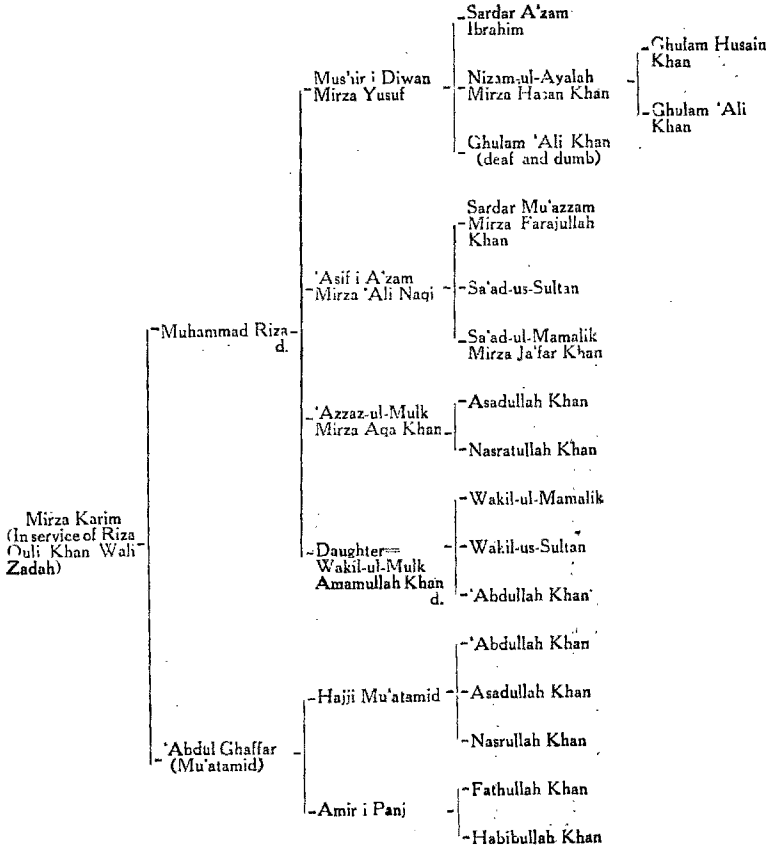 Sardar A'zam
Ibrahim
Mus'hir i Diwan
Mirza Yusuf
Nizam-ul-Ayalah
Mirza Hasan Khan
Ghulam Husain
Khan
Ghulam 'Ali
Khan
Ghulam 'Ali Khan
(deaf and dumb)
Sardar Mu'azzam
Mirza Farajullah
Khan
'Asif i A'zam
Mirza 'Ali Naqi
Sa'ad-us-Sultan
Sa'ad-ul-Mamalik
Mirza Ja'far Khan
Muhammad Riza
d.
'Azzaz-ul-Mulk
Mirza Aqa Khan
Asadullah Khan
Nasratullah Khan
Mirza Karim
(In service of Riza
Quli Khan Wali
Zadah)
Daughter=
Wakil-ul-Mulk
Amamullah Khan
d.
Wakil-ul-Mamalik
Wakil-us-Sultan
'Abdullah Khan
'Abdul Ghaffar
(Mu'atamid)
Hajji Mu'atamid
'Abdullah Khan
Asadullah Khan
Nasrullah Khan
Amir i Panj
Fathullah Khan
Habibullah Khan